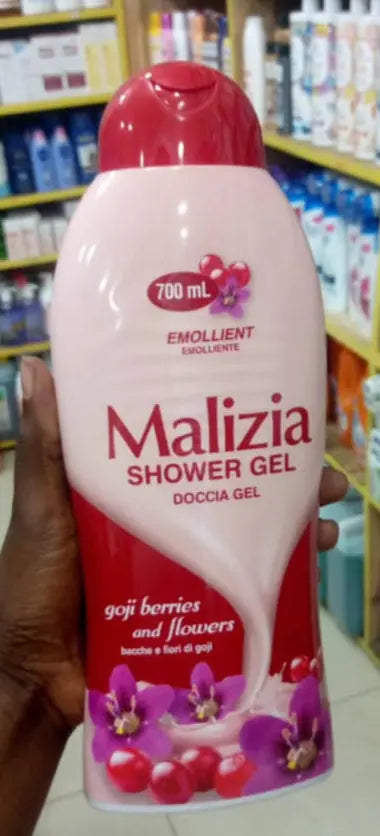 700 mL
EMOLLIENT
EMOLLIENTE
Malizia
SHOWER GEL
DOCCIA GEL
goji berries
and flowers
bacche e fiori di goji